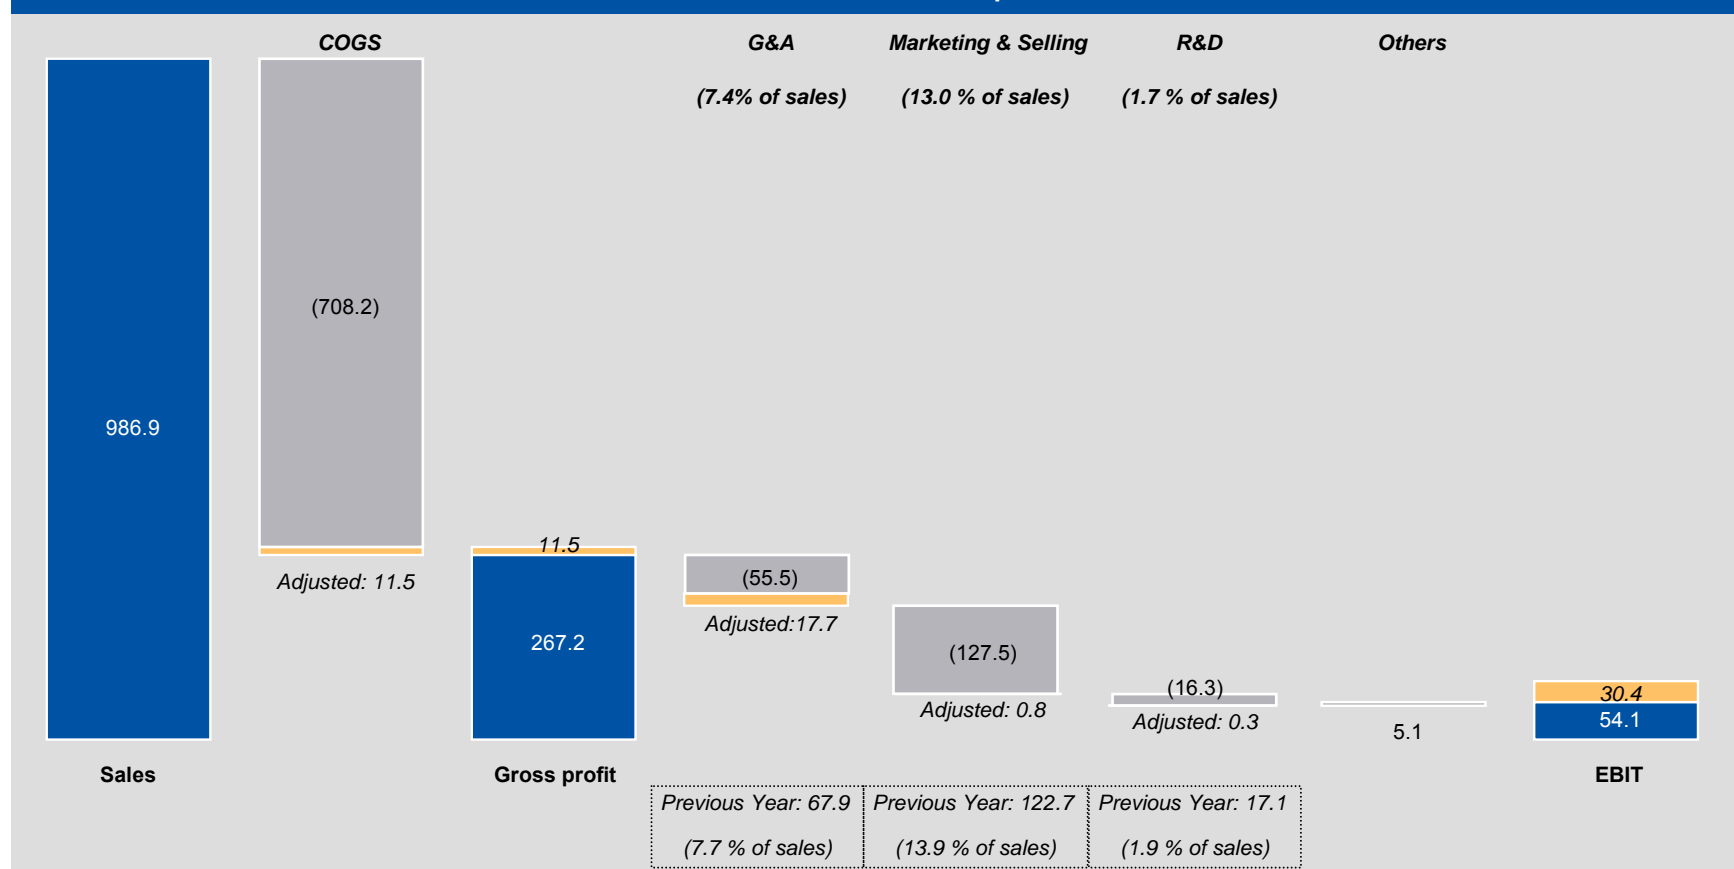 COGS
G&A
Marketing & Selling
R&D
Others
(7.4% of sales)
(13.0 % of sales)
(1.7 % of sales)
(708.2)
986.9
11.5
Adjusted: 11.5
(55.5)
Adjusted:17.7
267.2
(127.5)
(16.3)
30.4
Adjusted: 0.8
Adjusted: 0.3
54.1
5.1
Sales
Gross profit
EBIT
Previous Year: 67.9
Previous Year: 122.7
Previous Year: 17.1
(7.7 % of sales)
(13.9 % of sales)
(1.9 % of sales)